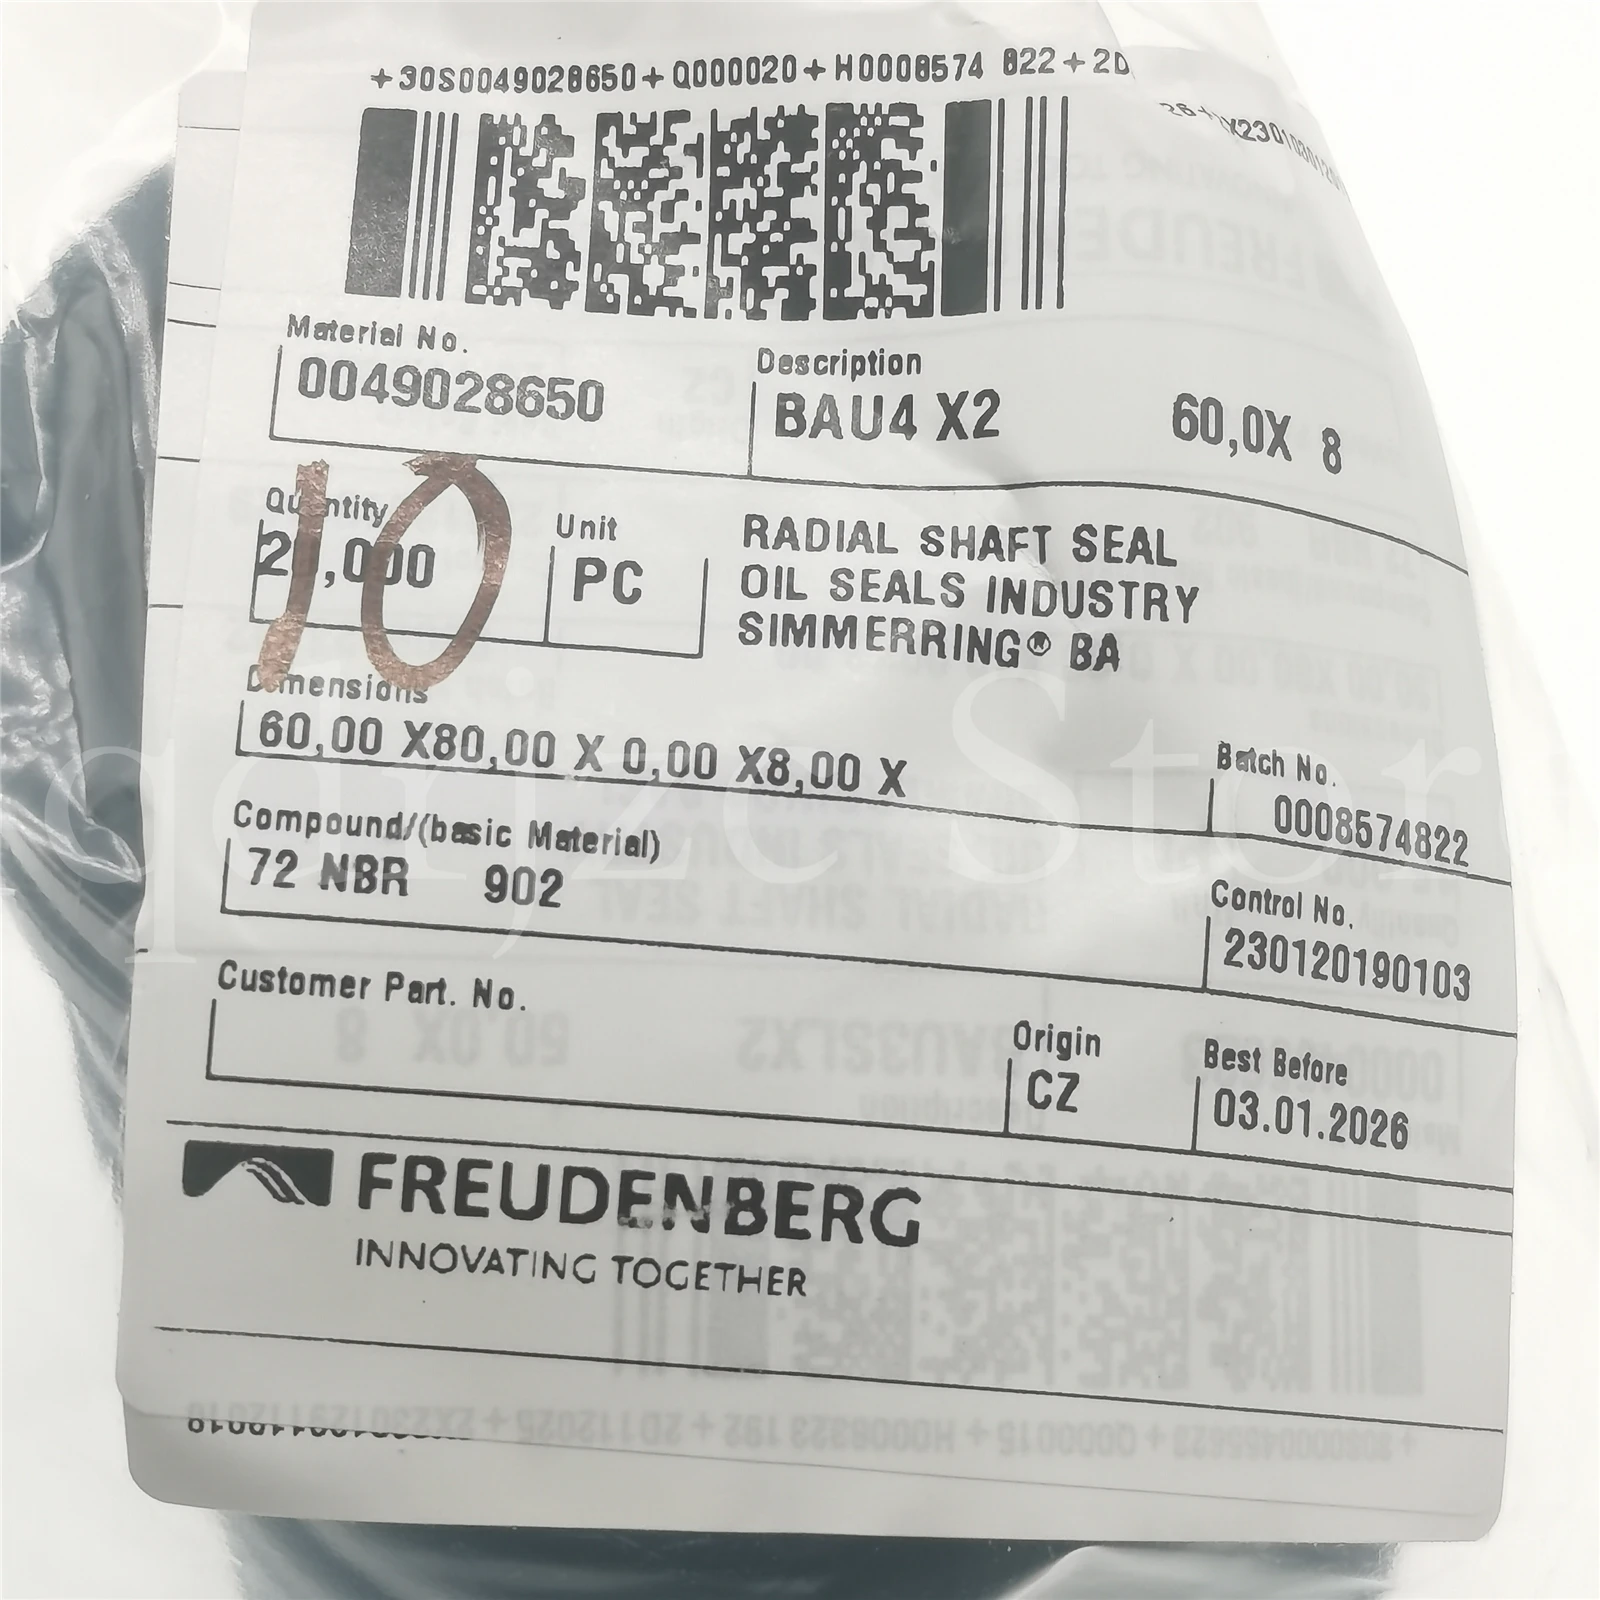 +30S0049028650+Q000020+H0008574 822+2D
Material No.
0049028650
Description
BAU4 X2 60,0X 8
Quantity
,000
10
Unit
PC
RADIAL SHAFT SEAL
OIL SEALS INDUSTRY
SIMMERRING® BA
Dimensions
60,00 X80,00 X 0,00 X8,00 X
Batch No.
0008574822
Compound/(basic Material)
72 NBR 902
Control No.
230120190103
Customer Part. No.
Origin
CZ
Best Before
03.01.2026
FREUDENBERG
INNOVATING TOGETHER
qdrjzc Stor